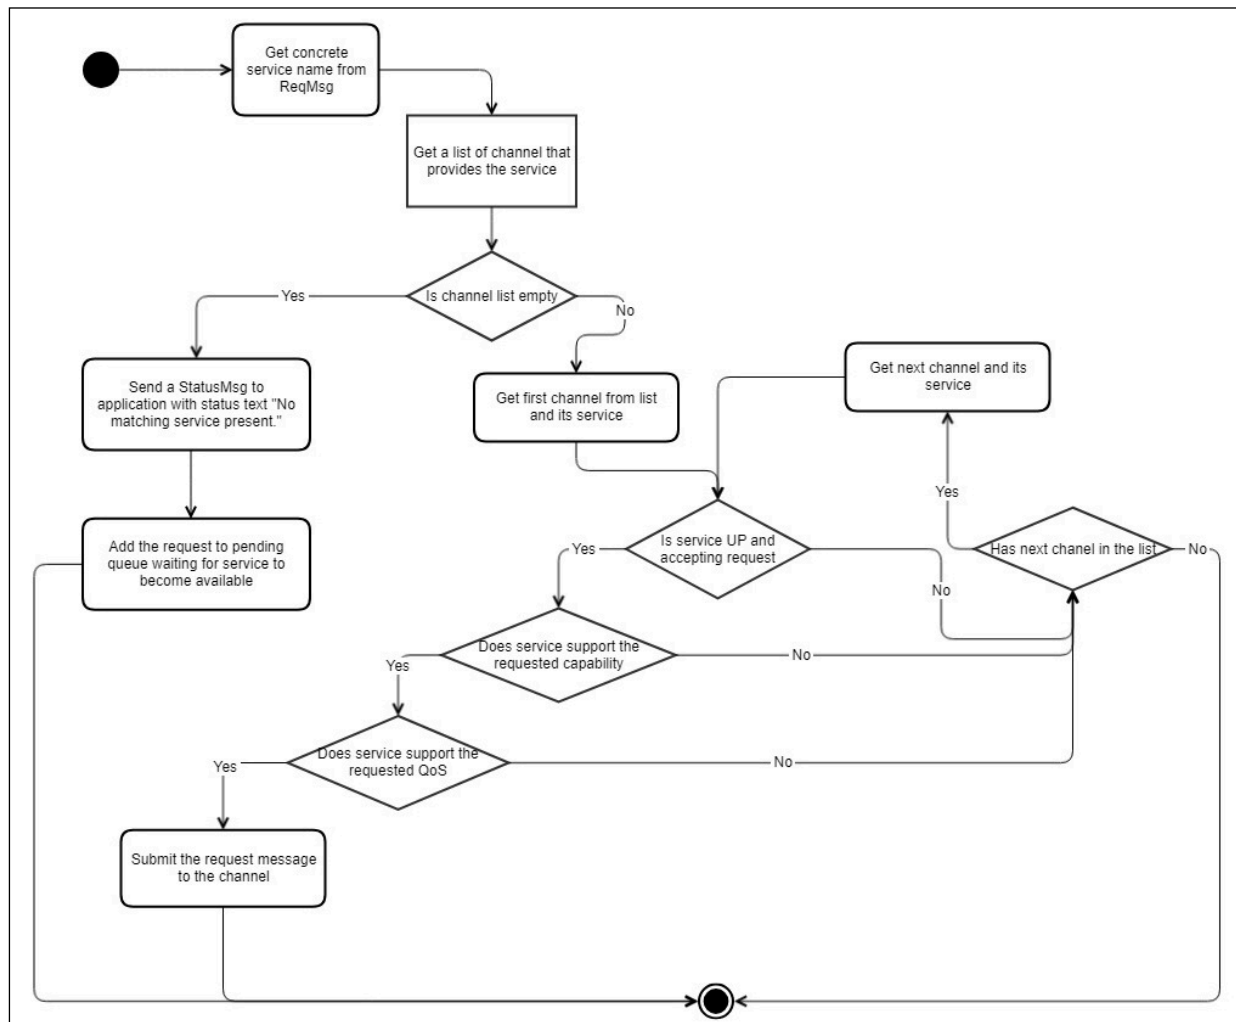 Get concrete
service name from
ReqMsg
Get a list of channel that
provides the service
Is channel list empty
Yes
No
Send a StatusMsg to
application with status text "No
matching service present."
Get first channel from list
and its service
Get next channel and its
service
Add the request to pending
queue waiting for service to
become available
Is service UP and
accepting request
Yes
No
Has next chanel in the list
Yes
No
Does service support the
requested capability
Yes
No
Does service support the
requested QoS
Yes
No
Submit the request message
to the channel